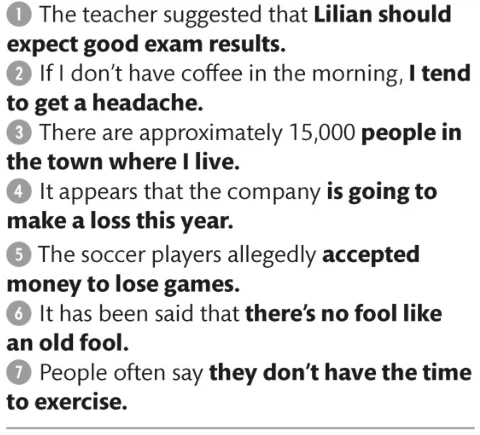 1 The teacher suggested that Lilian should
expect good exam results.
2 If I don't have coffee in the morning, I tend
to get a headache.
3 There are approximately 15,000 people in
the town where I live.
4 It appears that the company is going to
make a loss this year.
5 The soccer players allegedly accepted
money to lose games.
6 It has been said that there's no fool like
an old fool.
7 People often say they don't have the time
to exercise.